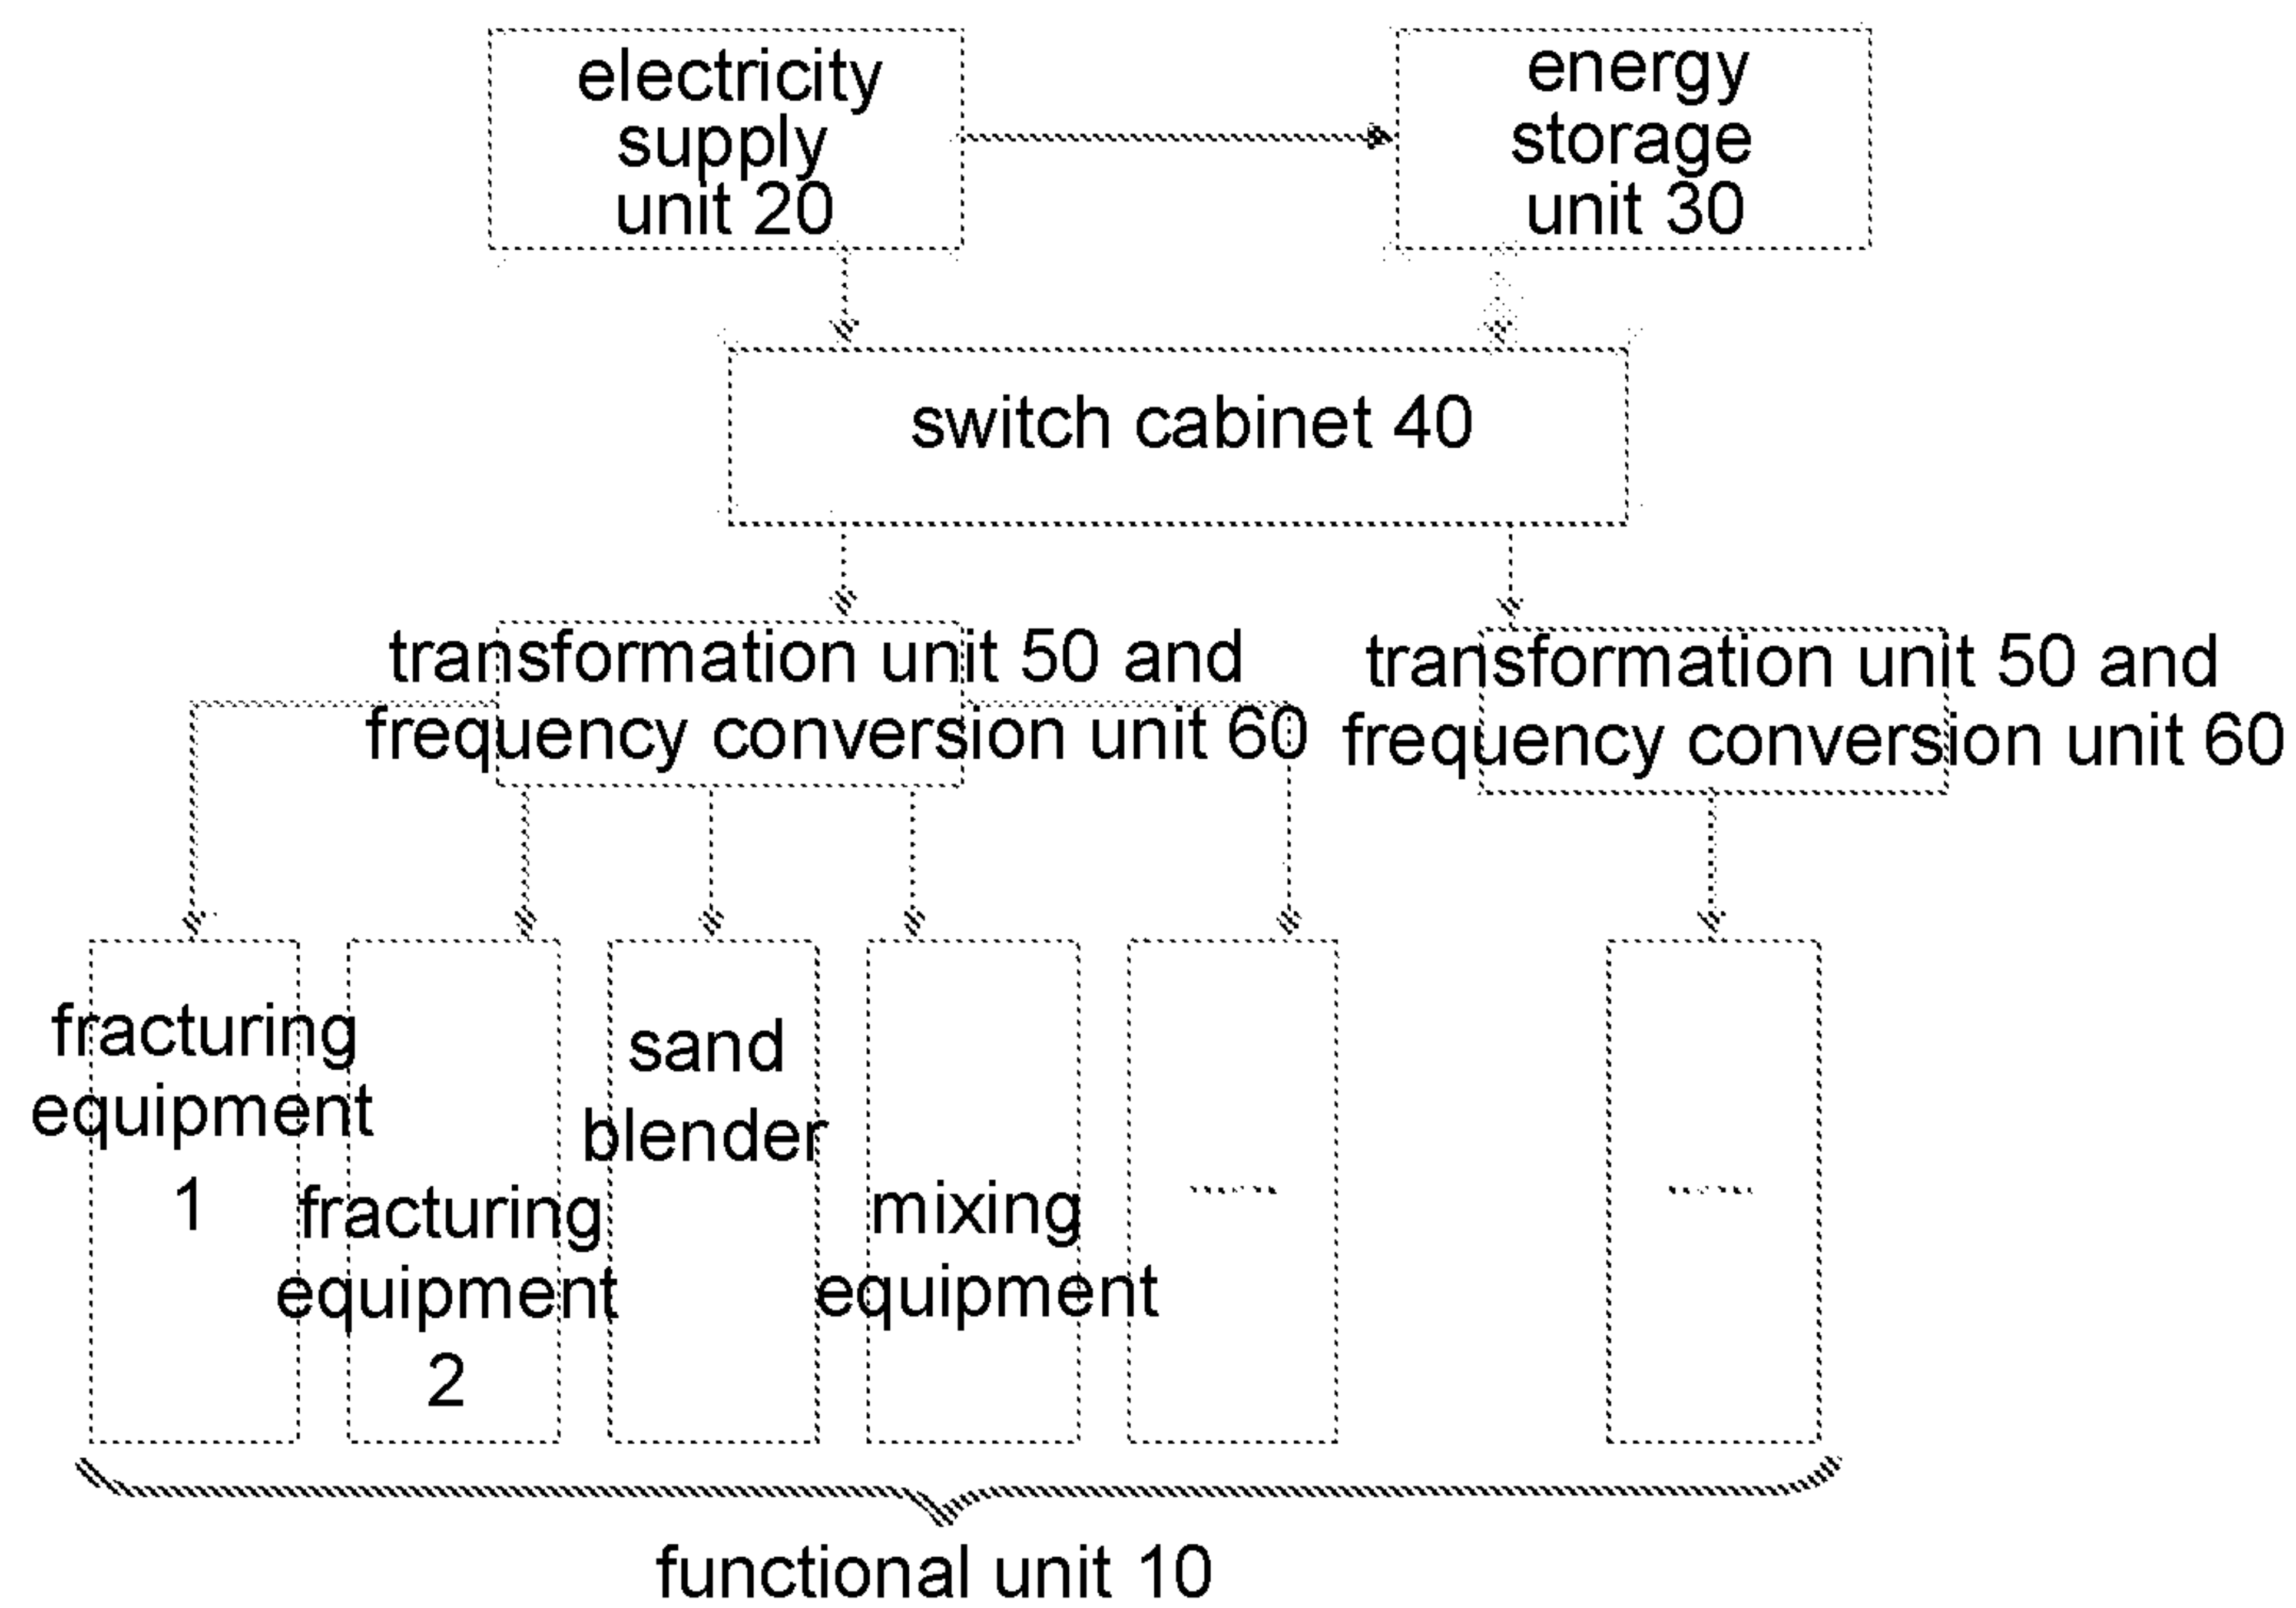 electricity
supply
unit 20
energy
storage
unit 30
switch cabinet 40
transformation unit 50 and
frequency conversion unit 60
transformation unit 50 and
frequency conversion unit 60
fracturing
equipment
1
fracturing
equipment
2
sand
blender
mixing
equipment
......
......
functional unit 10